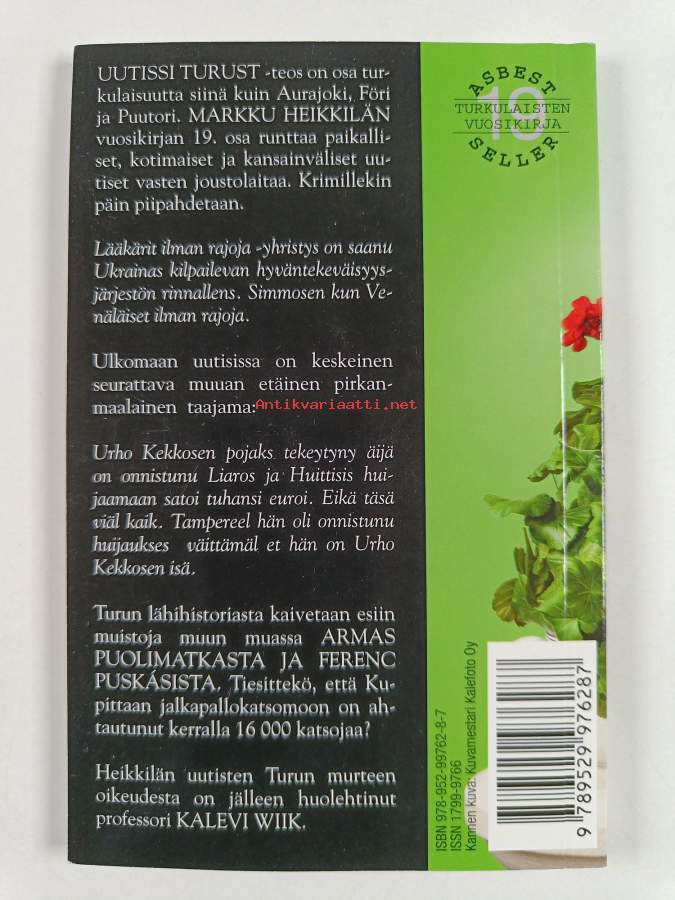 UUTISSI TURUST -teos on osa tur-
kulaisuutta siinä kuin Aurajoki, Föri
ja Puutori. MARKKU HEIKKILÄN
vuosikirjan 19. osa runttaa paikalli-
set, kotimaiset ja kansainväliset uu-
tiset vasten joustolaitaa. Krimillekin
päin piipahdetaan.
Lääkärit ilman rajoja -yhristys on saanu
Ukrainas kilpailevan hyväntekeväisyys-
järjestön rinnallens. Simmosen kun Ve-
näläiset ilman rajoja.
Ulkomaan uutisissa on keskeinen
seurattava muuan etäinen pirkan-
maalainen taajama:
Antikvariaatti.net
Urho Kekkosen pojaks tekeytyny äijä
on onnistunu Liaros ja Huittisis hui-
jaamaan satoi tuhansi euroi. Eikä täsä
viäl kaik. Tampereel hän oli onnistunu
huijaukses väittämäl et hän on Urho
Kekkosen isä.
Turun lähihistoriasta kaivetaan esiin
muistoja muun muassa ARMAS
PUOLIMATKASTA JA FERENC
PUSKÁSISTA. Tiesittekö, että Ku-
pittaan jalkapallokatsomoon on ah-
tautunut kerralla 16 000 katsojaa?
Heikkilän uutisten Turun murteen
oikeudesta on jälleen huolehtinut
professori KALEVI WIIK.
ASBEST
19
TURKULAISTEN
VUOSIKIRJA
SELLER
ISBN 978-952-99762-8-7
ISSN 1799-9766
Kannen kuva: Kuvamestari Kalefoto Oy
9 789529 976287